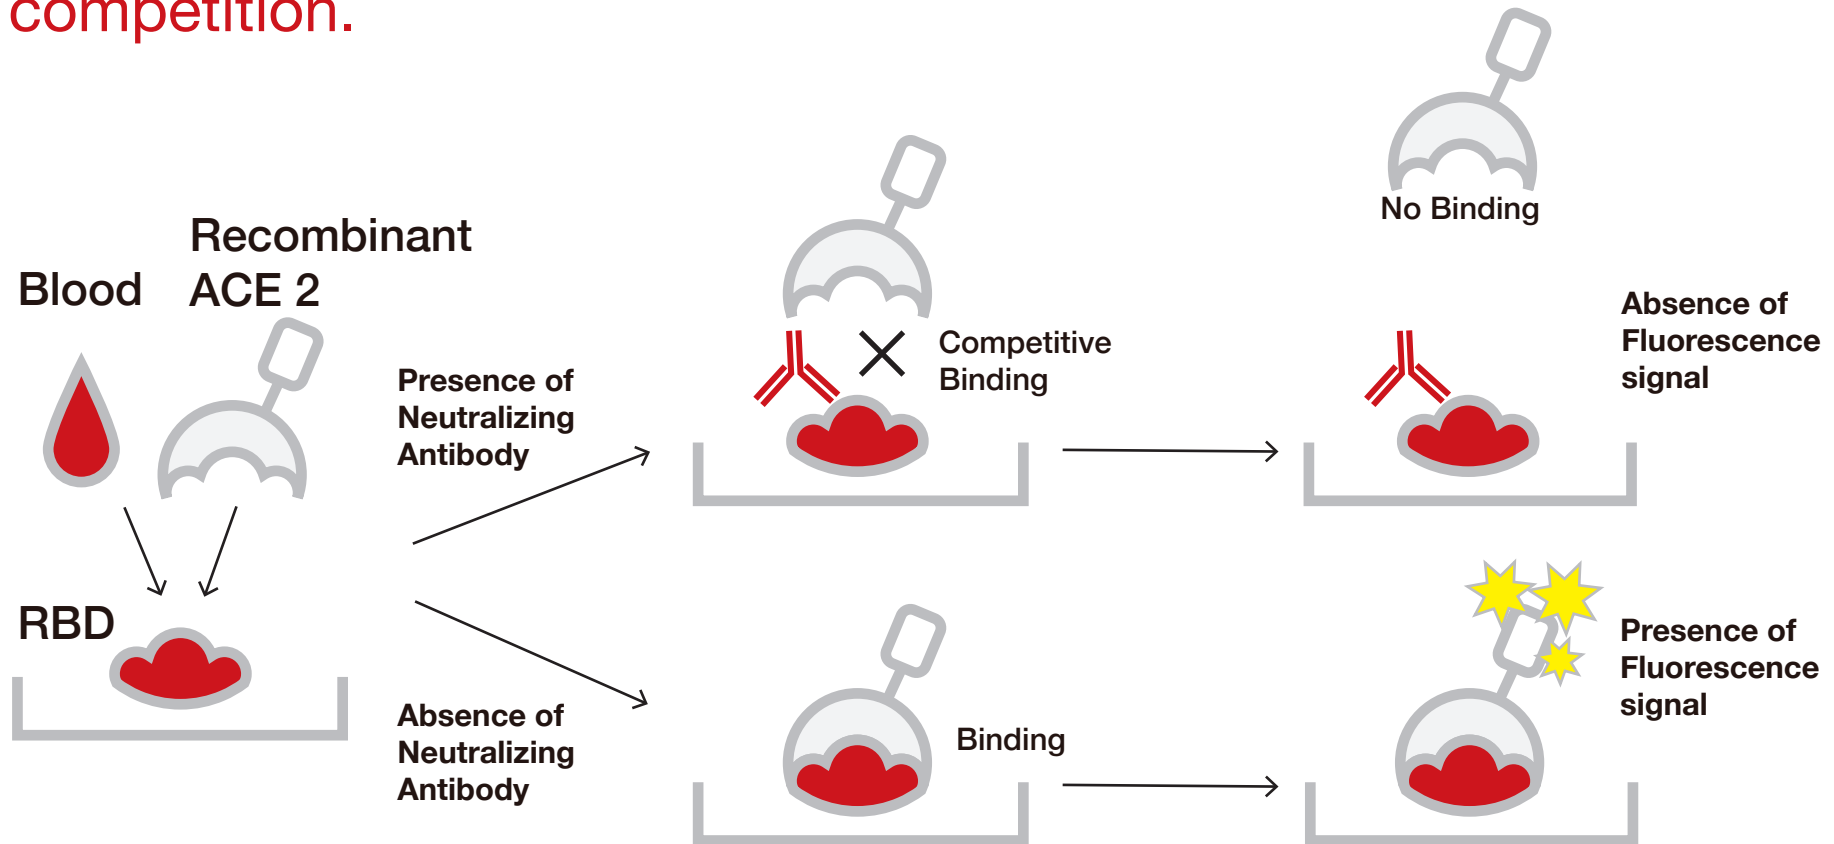 competition.
Recombinant
ACE 2
Blood
RBD
Presence of
Neutralizing
Antibody
Absence of
Neutralizing
Antibody
Competitive
Binding
Binding
No Binding
Absence of
Fluorescence
signal
Presence of
Fluorescence
signal